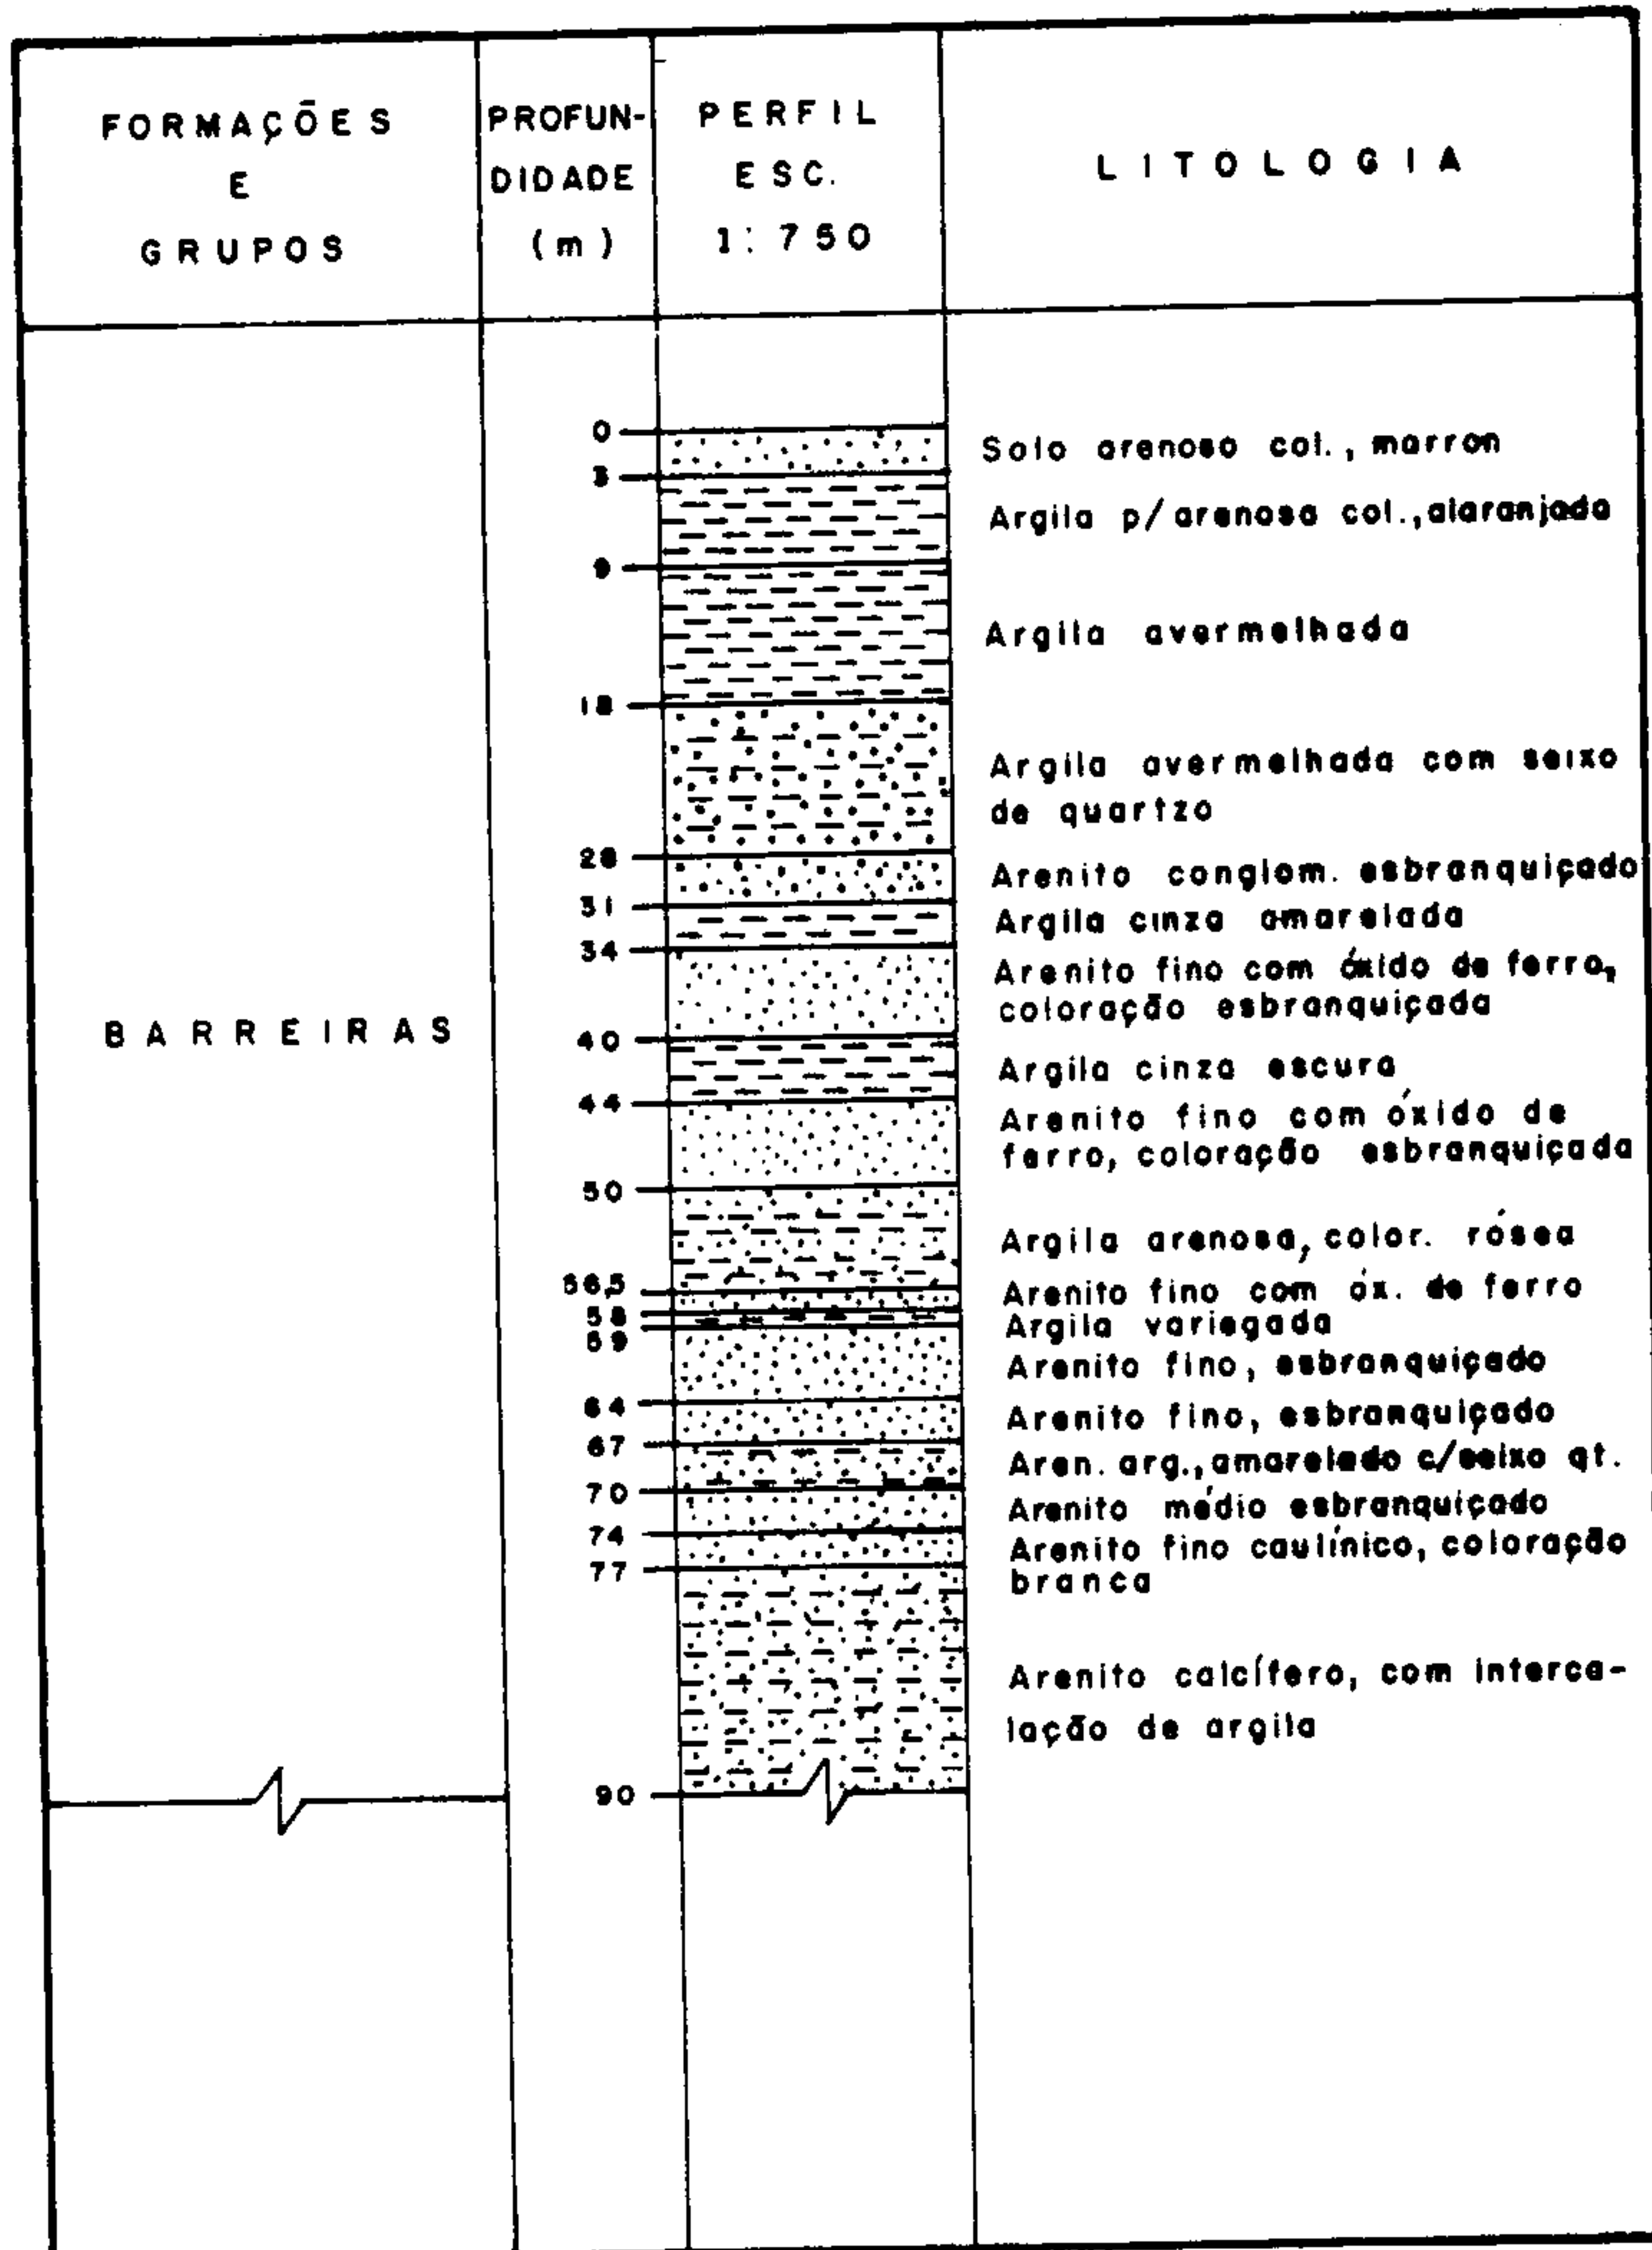 FORMAÇÕES
E
GRUPOS
PROFUN-
DIDADE
(m)
PERFIL
ESC.
1:750
LITOLOGIA
BARREIRAS
0
Solo arenoso col., marron
3
Argila p/arenosa col.,alaranjada
9
Argila avermelhada
18
Argila avermelhada com seixo
de quartzo
28
Arenito conglom. esbranquiçado
31
Argila cinza amarelada
34
Arenito fino com óxido de ferro,
coloração esbranquiçada
40
Argila cinza escura
44
Arenito fino com óxido de
ferro, coloração esbranquiçada
50
Argila arenosa, color. rósea
56,5
Arenito fino com óx. de ferro
58
Argila variegada
59
Arenito fino, esbranquiçado
64
Arenito fino, esbranquiçado
67
Aren. arg., amarelado c/seixo qt.
70
Arenito médio esbranquiçado
74
Arenito fino caulínico, coloração
branca
77
Arenito calcífero, com interca-
lação de argila
90